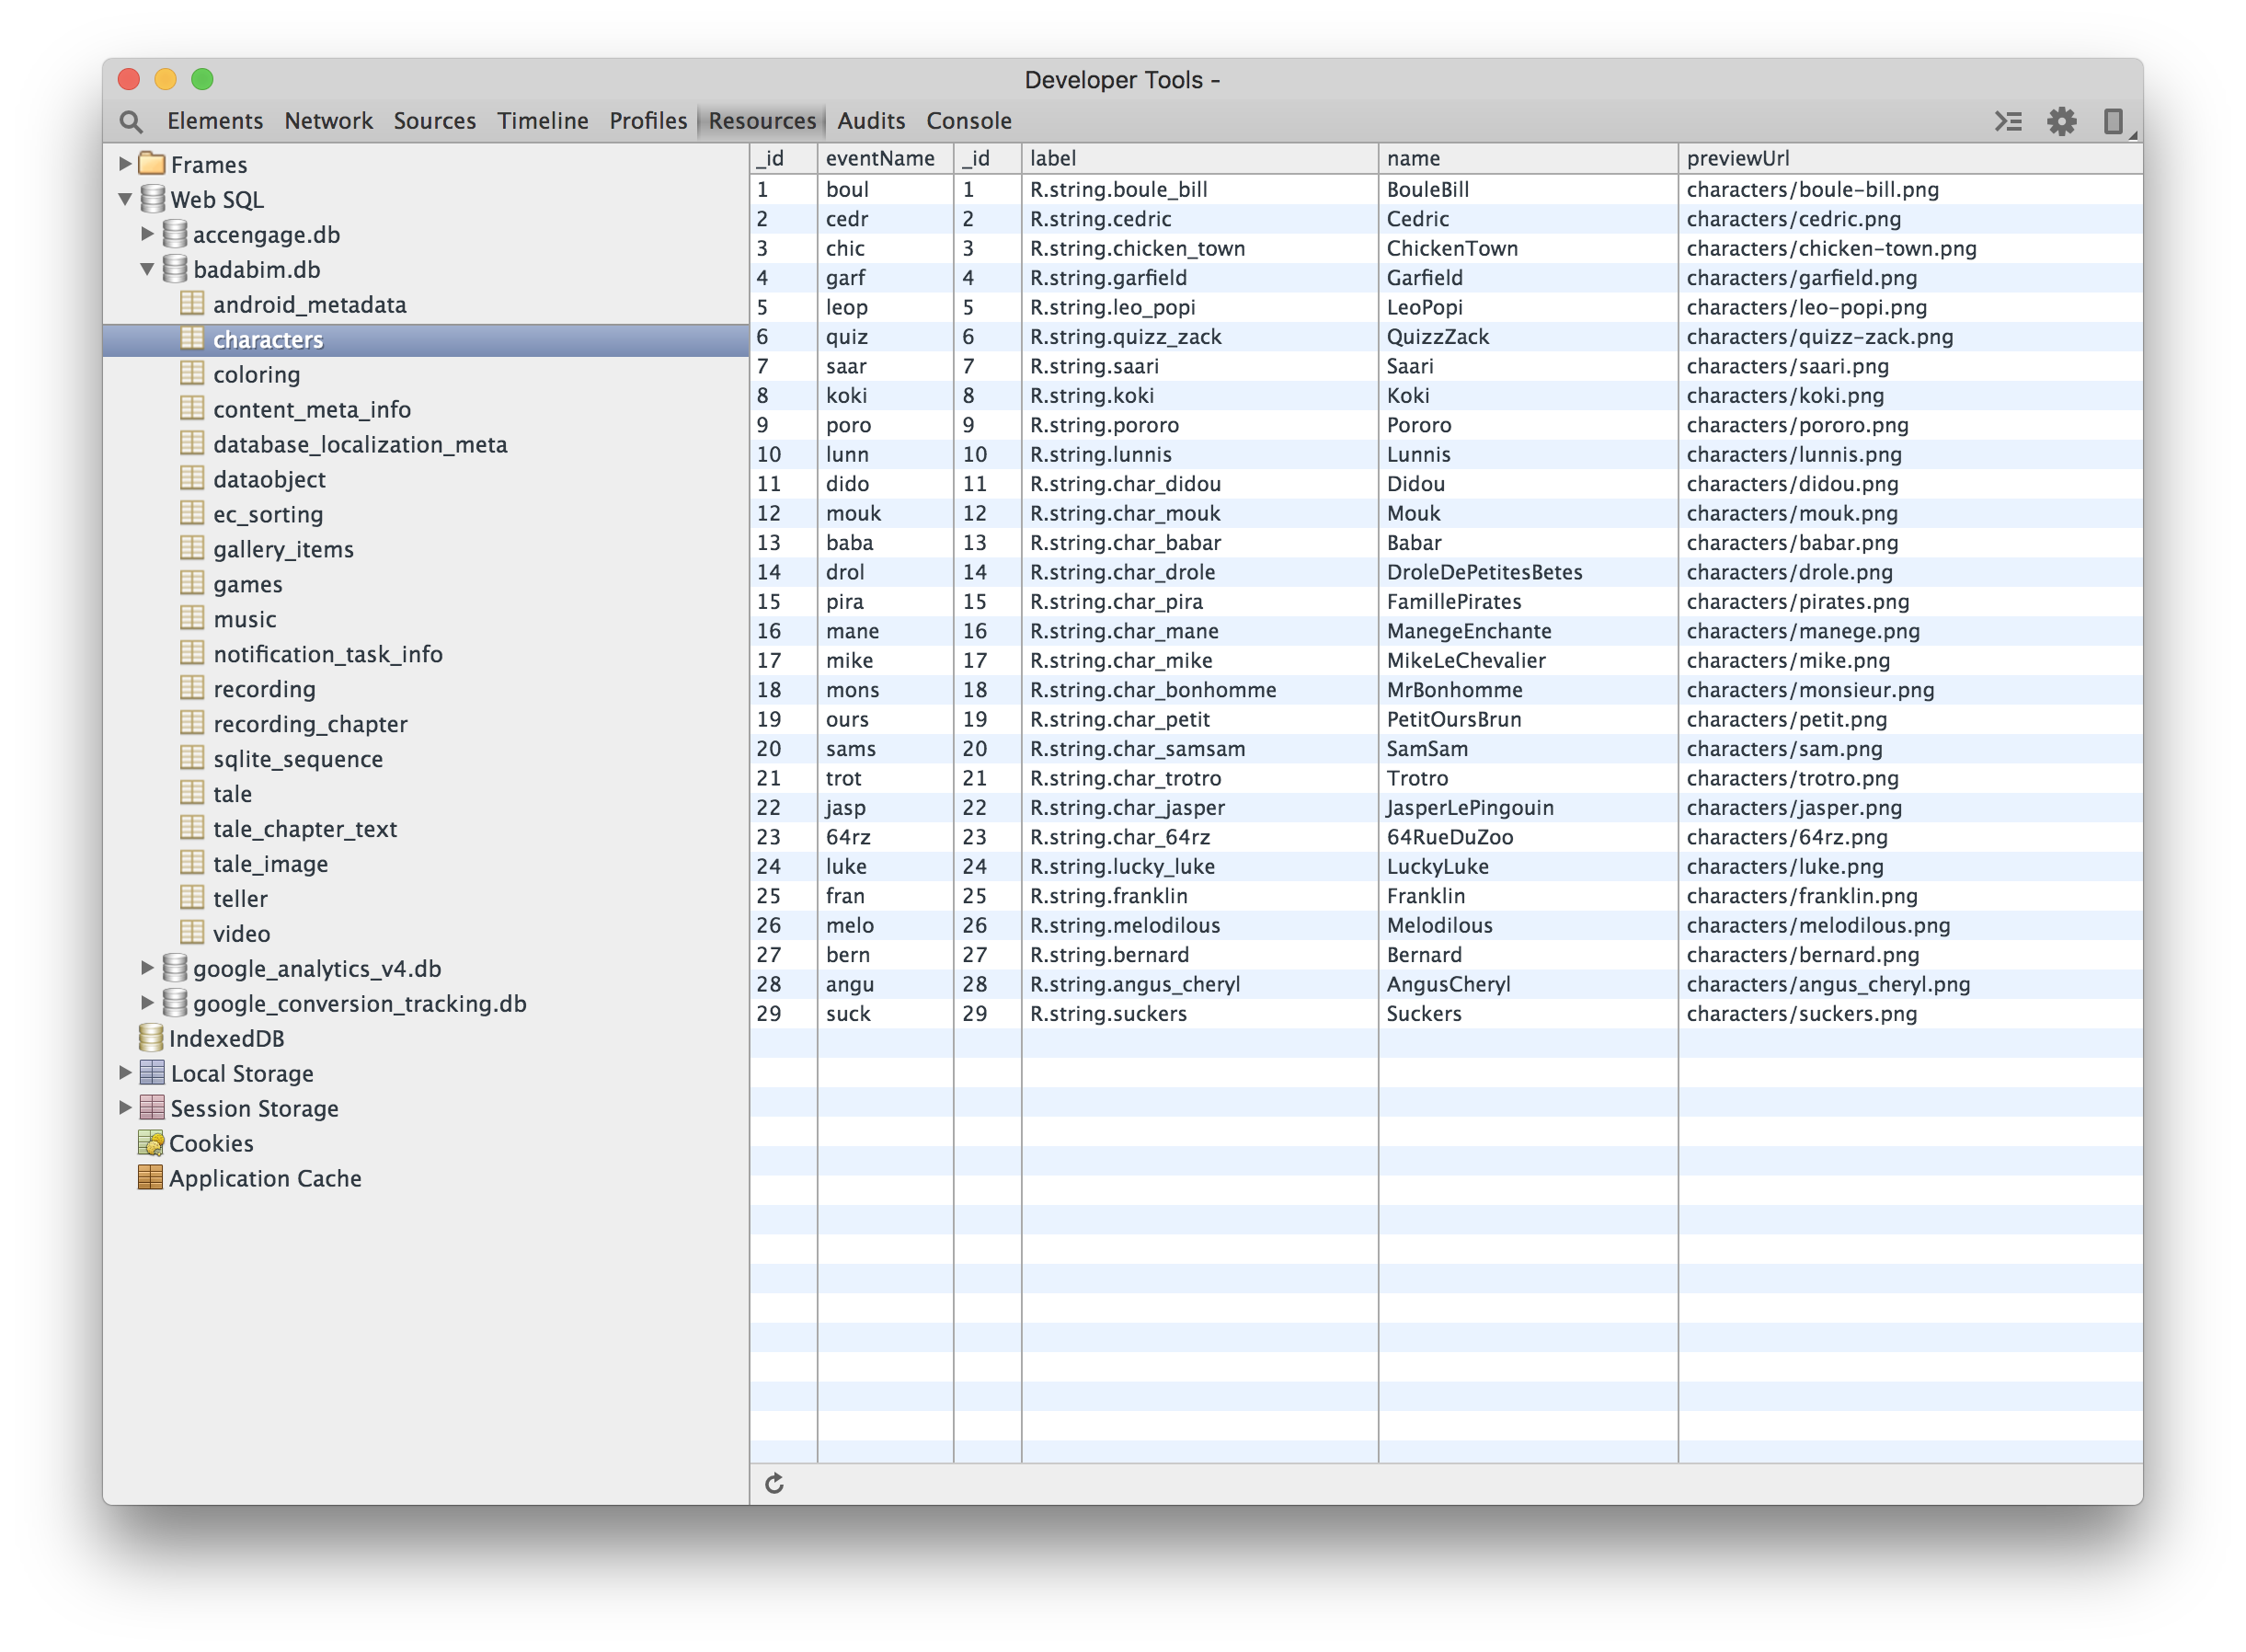 Developer Tools -
Elements Network Sources Timeline Profiles Resources Audits Console
Frames
Web SQL
accengage.db
badabim.db
android_metadata
characters
coloring
content_meta_info
database_localization_meta
dataobject
ec_sorting
gallery_items
games
music
notification_task_info
recording
recording_chapter
sqlite_sequence
tale
tale_chapter_text
tale_image
teller
video
google_analytics_v4.db
google_conversion_tracking.db
IndexedDB
Local Storage
Session Storage
Cookies
Application Cache
_id eventName _id label name previewUrl
1 boul 1 R.string.boule_bill BouleBill characters/boule-bill.png
2 cedr 2 R.string.cedric Cedric characters/cedric.png
3 chic 3 R.string.chicken_town ChickenTown characters/chicken-town.png
4 garf 4 R.string.garfield Garfield characters/garfield.png
5 leop 5 R.string.leo_popi LeoPopi characters/leo-popi.png
6 quiz 6 R.string.quizz_zack QuizzZack characters/quizz-zack.png
7 saar 7 R.string.saari Saari characters/saari.png
8 koki 8 R.string.koki Koki characters/koki.png
9 poro 9 R.string.pororo Pororo characters/pororo.png
10 lunn 10 R.string.lunnis Lunnis characters/lunnis.png
11 dido 11 R.string.char_didou Didou characters/didou.png
12 mouk 12 R.string.char_mouk Mouk characters/mouk.png
13 baba 13 R.string.char_babar Babar characters/babar.png
14 drol 14 R.string.char_drole DroleDePetitesBetes characters/drole.png
15 pira 15 R.string.char_pira FamillePirates characters/pirates.png
16 mane 16 R.string.char_mane ManegeEnchante characters/manege.png
17 mike 17 R.string.char_mike MikeLeChevalier characters/mike.png
18 mons 18 R.string.char_bonhomme MrBonhomme characters/monsieur.png
19 ours 19 R.string.char_petit PetitOursBrun characters/petit.png
20 sams 20 R.string.char_samsam SamSam characters/sam.png
21 trot 21 R.string.char_trotro Trotro characters/trotro.png
22 jasp 22 R.string.char_jasper JasperLePingouin characters/jasper.png
23 64rz 23 R.string.char_64rz 64RueDuZoo characters/64rz.png
24 luke 24 R.string.lucky_luke LuckyLuke characters/luke.png
25 fran 25 R.string.franklin Franklin characters/franklin.png
26 melo 26 R.string.melodilous Melodilous characters/melodilous.png
27 bern 27 R.string.bernard Bernard characters/bernard.png
28 angu 28 R.string.angus_cheryl AngusCheryl characters/angus_cheryl.png
29 suck 29 R.string.suckers Suckers characters/suckers.png